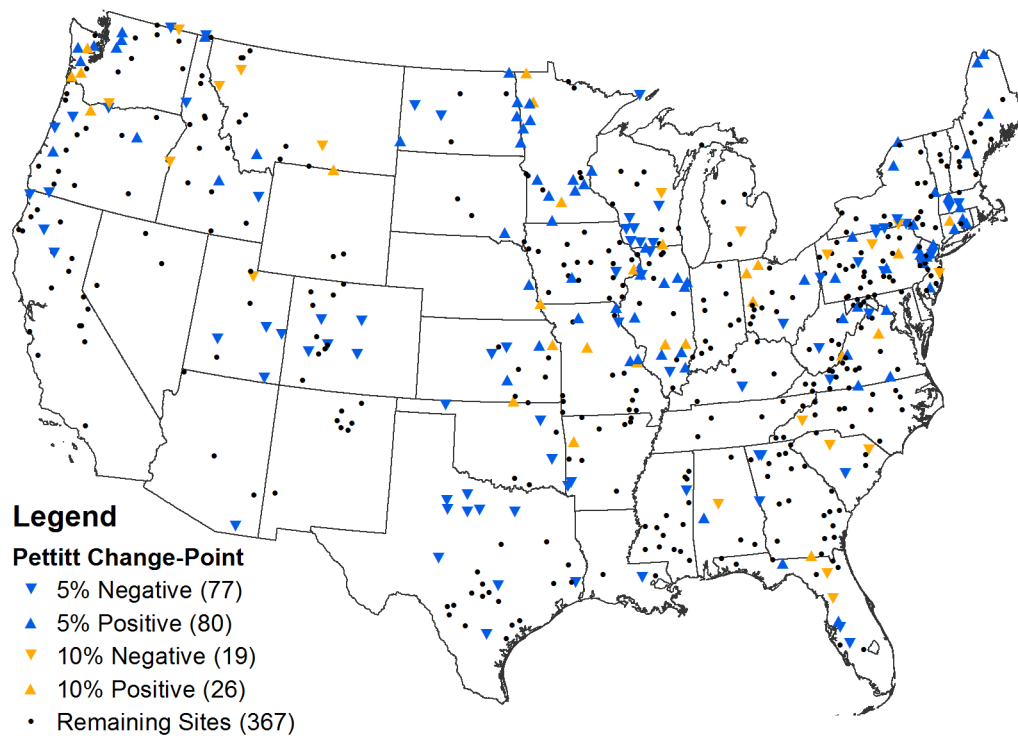 Legend
Pettitt Change-Point
5% Negative (77)
5% Positive (80)
10% Negative (19)
10% Positive (26)
Remaining Sites (367)